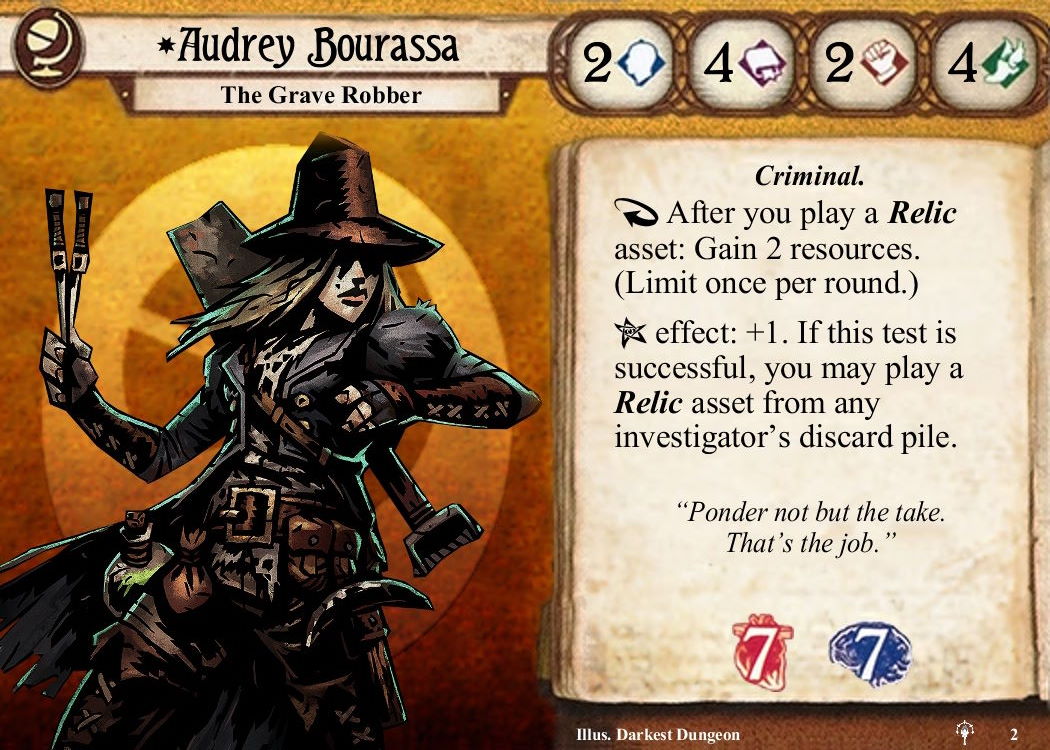 Audrey Bourassa
The Grave Robber
2 4 2 4
Criminal.
After you play a Relic
asset: Gain 2 resources.
(Limit once per round.)
effect: +1. If this test is
successful, you may play a
Relic asset from any
investigator’s discard pile.
“Ponder not but the take.
That’s the job.”
7 7
Illus. Darkest Dungeon
2